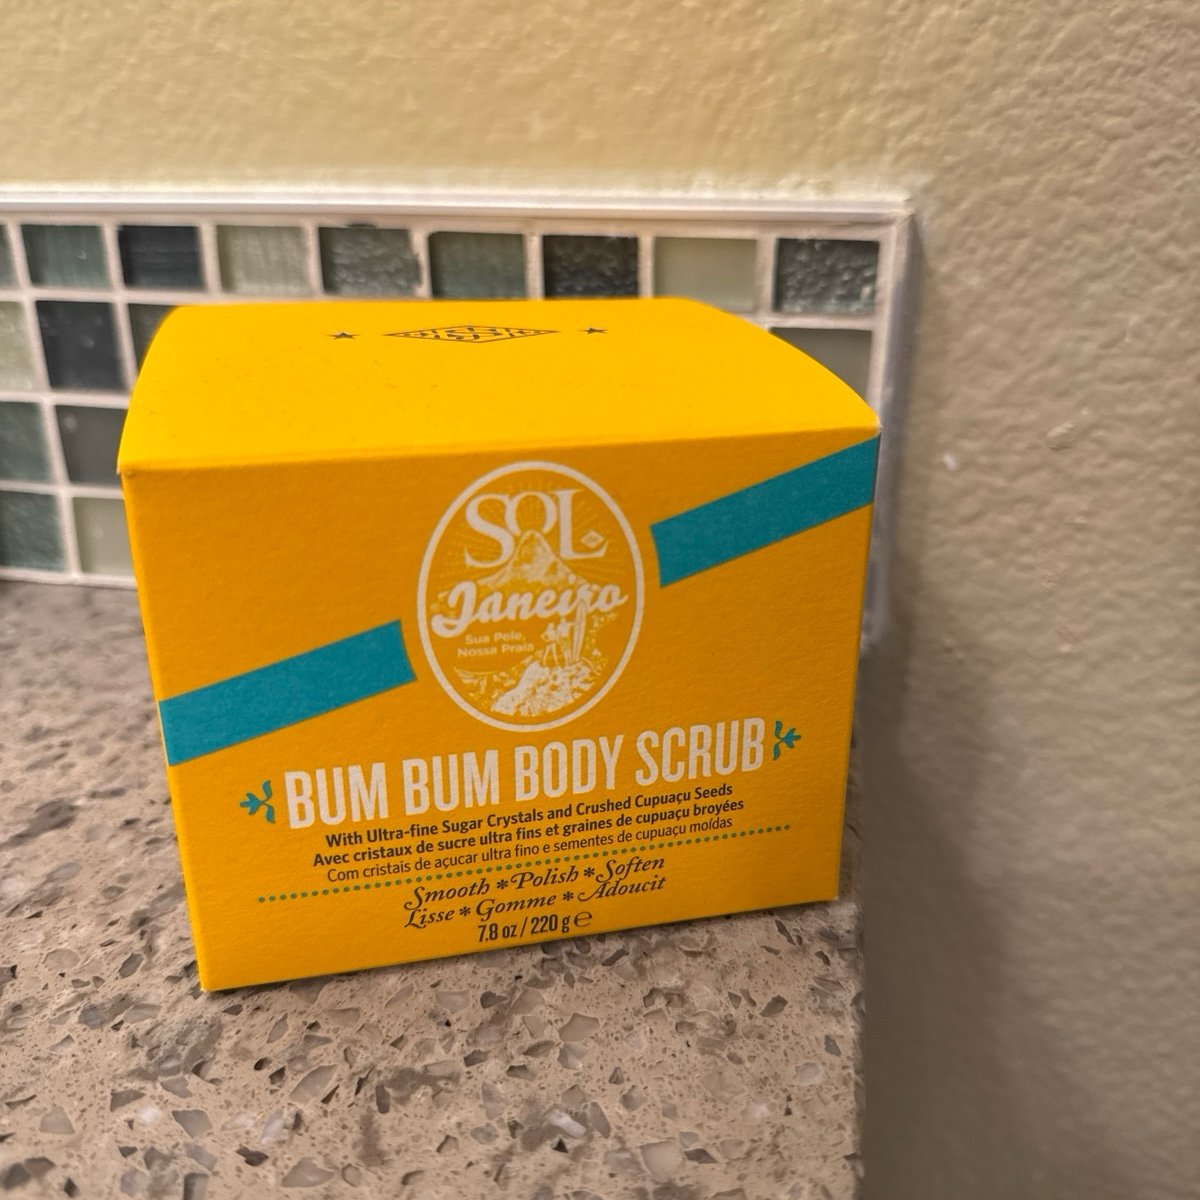 SOL
Janeiro
Sua Pele,
Nossa Praia
BUM BUM BODY SCRUB
With Ultra-fine Sugar Crystals and Crushed Cupuaçu Seeds
Avec cristaux de sucre ultra fins et graines de cupuaçu broyées
Com cristais de açucar ultra fino e sementes de cupuaçu moídas
Smooth * Polish * Soften
Lisse * Gomme * Adoucit
7.8 oz / 220 g ℮